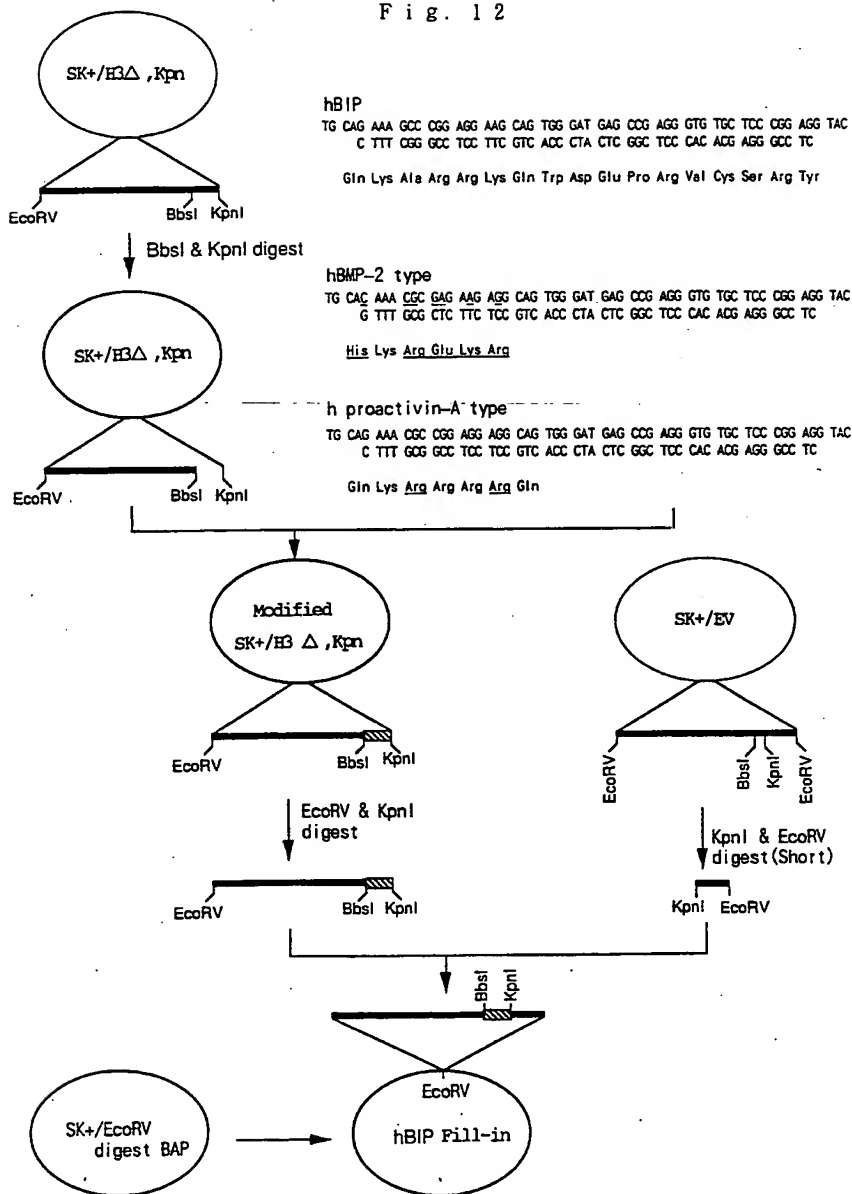 Fig. 12
SK+/H3△ ,Kpn
EcoRV
BbsI
KpnI
BbsI & KpnI digest
hBIP
TG CAG AAA GCC CGG AGG AAG CAG TGG GAT GAG CCG AGG GTG TGC TCC CGG AGG TAC
C TTT CGG GCC TCC TTC GTC ACC CTA CTC GGC TCC CAC ACG AGG GCC TC
Gln Lys Ala Arg Arg Lys Gln Trp Asp Glu Pro Arg Val Cys Ser Arg Tyr
SK+/H3△ ,Kpn
EcoRV
BbsI
KpnI
hBMP-2 type
TG CAC AAA CGC GAG AAG AGG CAG TGG GAT GAG CCG AGG GTG TGC TCC CGG AGG TAC
G TTT GCG CTC TTC TCC GTC ACC CTA CTC GGC TCC CAC ACG AGG GCC TC
His Lys Arg Glu Lys Arg
h proactivin-A type
TG CAG AAA CGC CGG AGG AGG CAG TGG GAT GAG CCG AGG GTG TGC TCC CGG AGG TAC
C TTT GCG GCC TCC TCC GTC ACC CTA CTC GGC TCC CAC ACG AGG GCC TC
Gln Lys Arg Arg Arg Arg Gln
Modified
SK+/H3 △ ,Kpn
EcoRV
BbsI
KpnI
SK+/EV
EcoRV
BbsI
KpnI
EcoRV
EcoRV & KpnI
digest
KpnI & EcoRV
digest(Short)
EcoRV
BbsI
KpnI
KpnI
EcoRV
BbsI
KpnI
EcoRV
hBIP Fill-in
SK+/EcoRV
digest BAP